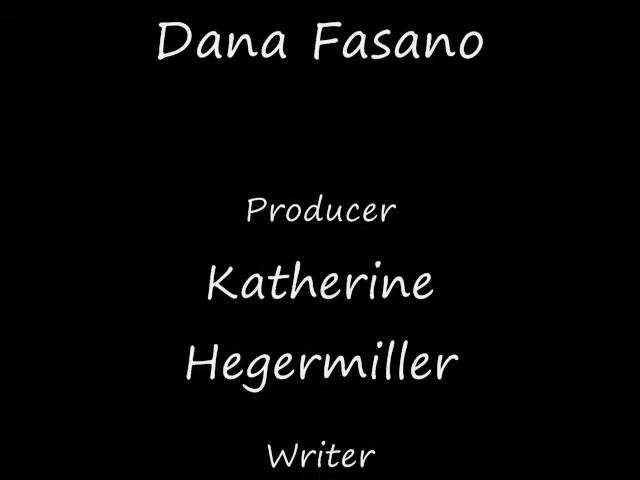 Dana Fasano
Producer
Katherine
Hegermiller
Writer